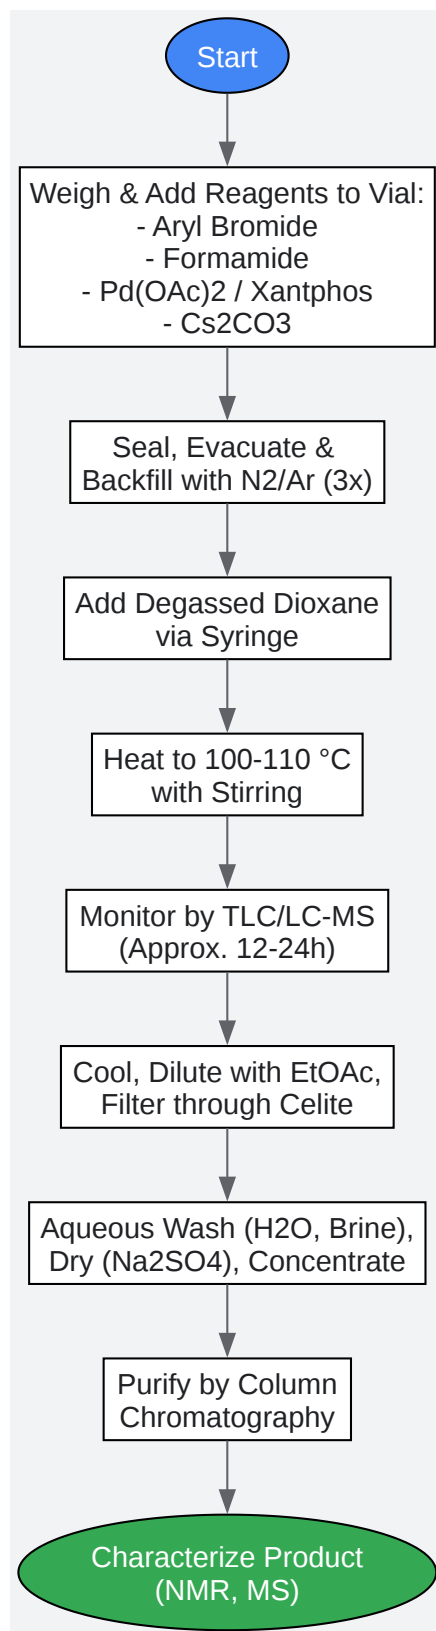 Start
Weigh & Add Reagents to Vial:
- Aryl Bromide
- Formamide
- Pd(OAc)2 / Xantphos
- Cs2CO3
Seal, Evacuate &
Backfill with N2/Ar (3x)
Add Degassed Dioxane
via Syringe
Heat to 100-110 °C
with Stirring
Monitor by TLC/LC-MS
(Approx. 12-24h)
Cool, Dilute with EtOAc,
Filter through Celite
Aqueous Wash (H2O, Brine),
Dry (Na2SO4), Concentrate
Purify by Column
Chromatography
Characterize Product
(NMR, MS)